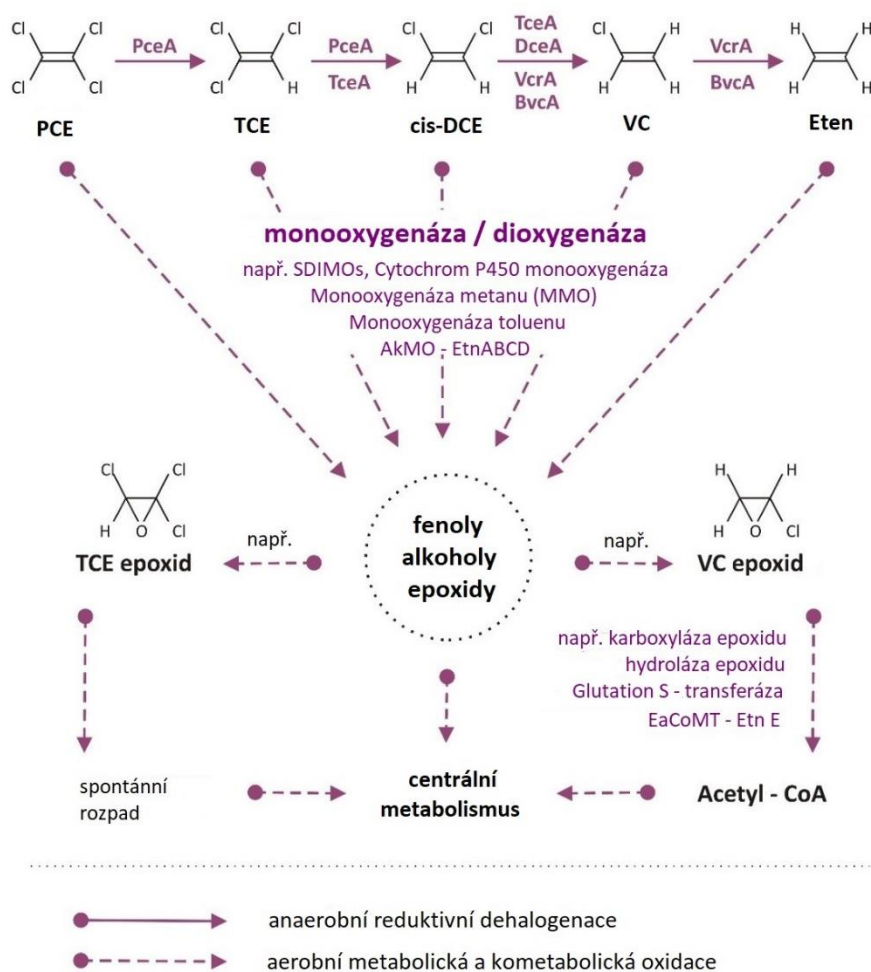 Cl Cl Cl Cl
PceA
Cl Cl Cl H
PceA
TceA
Cl Cl H H
TceA
DceA
VcrA
BvcA
Cl H H H
VcrA
BvcA
H H H H
PCE
TCE
cis-DCE
VC
Eten
monooxygenáza / dioxygenáza
např. SDIMOs, Cytochrom P450 monooxygenáza
Monooxygenáza metanu (MMO)
Monooxygenáza toluenu
AkMO - EtnABCD
Cl Cl H O Cl
TCE epoxid
např.
fenoly
alkoholy
epoxidy
např.
H H H O Cl
VC epoxid
např. karboxyláza epoxidu
hydroláza epoxidu
Glutation S - transferáza
EaCoMT - Etn E
spontánní
rozpad
centrální
metabolismus
Acetyl - CoA
anaerobní reduktivní dehalogenace
aerobní metabolická a kometabolická oxidace